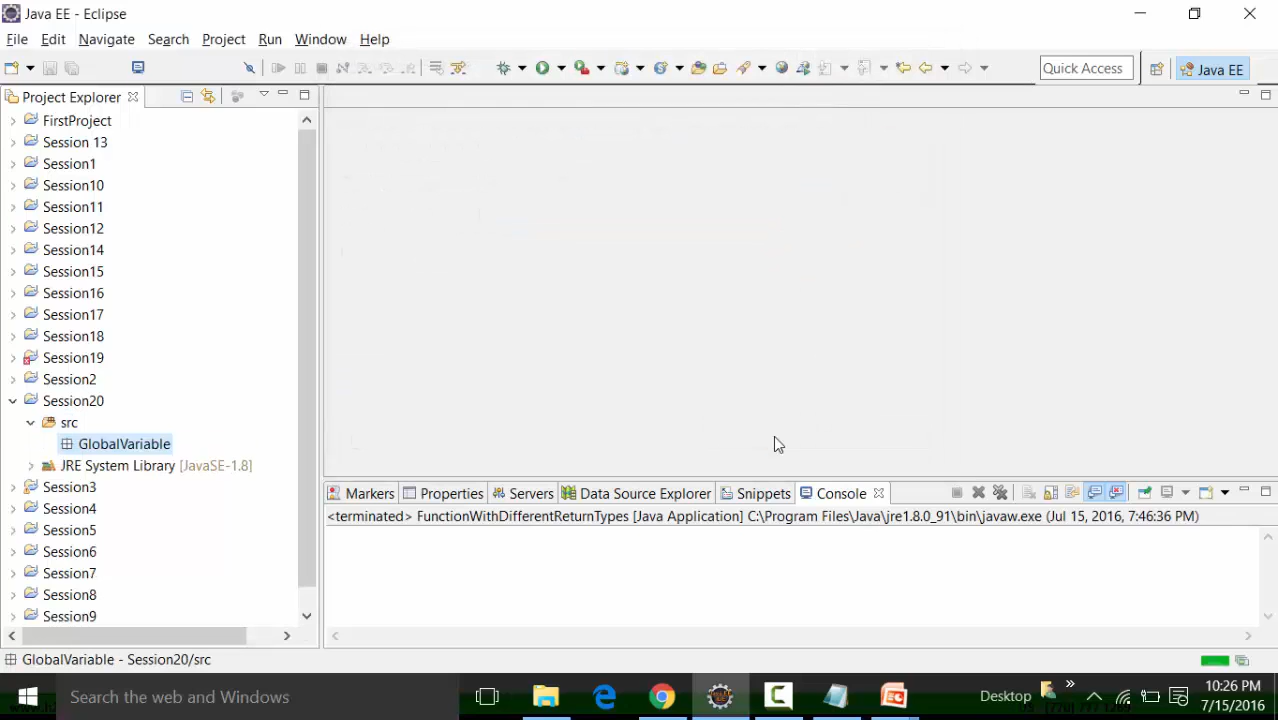 Java EE - Eclipse
File Edit Navigate Search Project Run Window Help
Quick Access
Java EE
Project Explorer
FirstProject
Session 13
Session1
Session10
Session11
Session12
Session14
Session15
Session16
Session17
Session18
Session19
Session2
Session20
src
GlobalVariable
JRE System Library [JavaSE-1.8]
Session3
Session4
Session5
Session6
Session7
Session8
Session9
Markers Properties Servers Data Source Explorer Snippets Console
<terminated> FunctionWithDifferentReturnTypes [Java Application] C:\Program Files\Java\jre1.8.0_91\bin\javaw.exe (Jul 15, 2016, 7:46:36 PM)
GlobalVariable - Session20/src
Search the web and Windows
Desktop
10:26 PM
7/15/2016